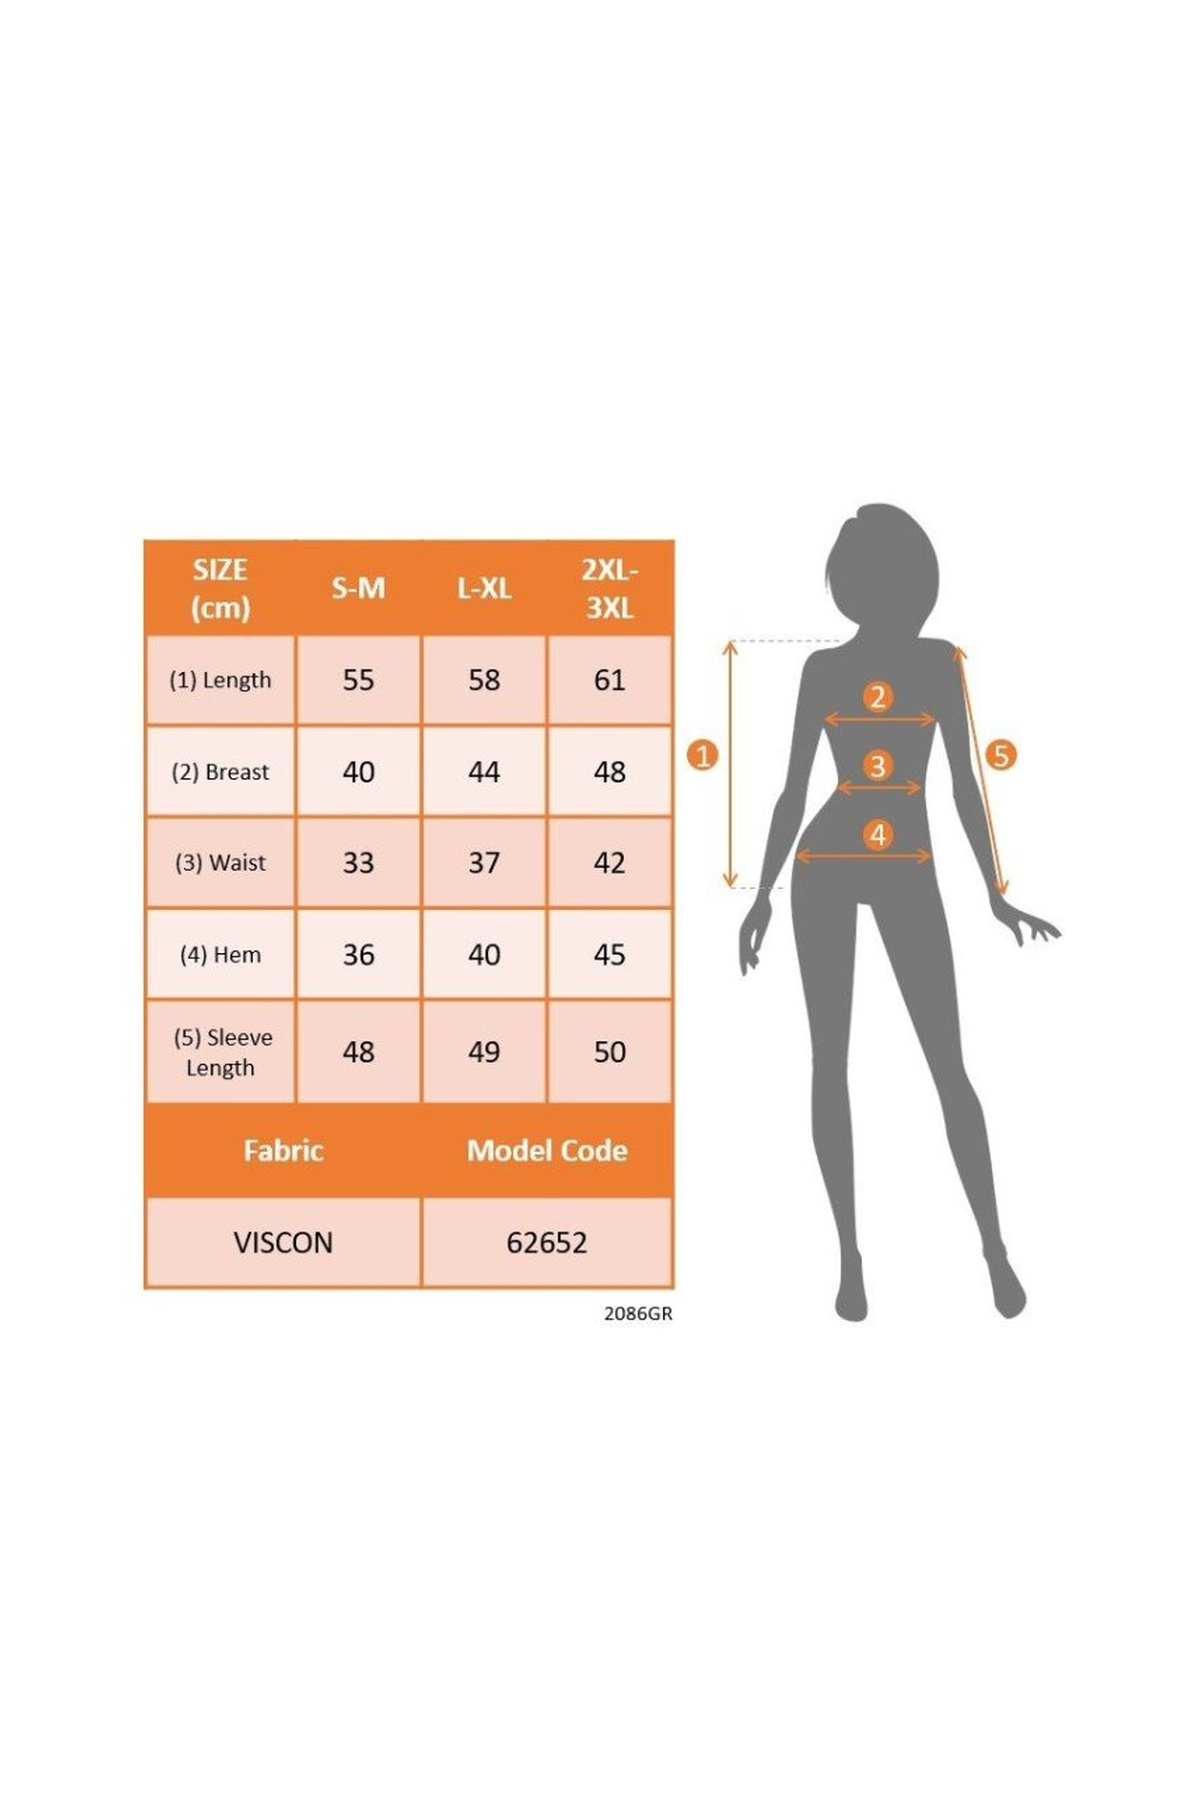 SIZE
(cm)
S-M
L-XL
2XL-
3XL
(1) Length
55
58
61
(2) Breast
40
44
48
(3) Waist
33
37
42
(4) Hem
36
40
45
(5) Sleeve
Length
48
49
50
Fabric
Model Code
VISCON
62652
2086GR
1
2
3
4
5